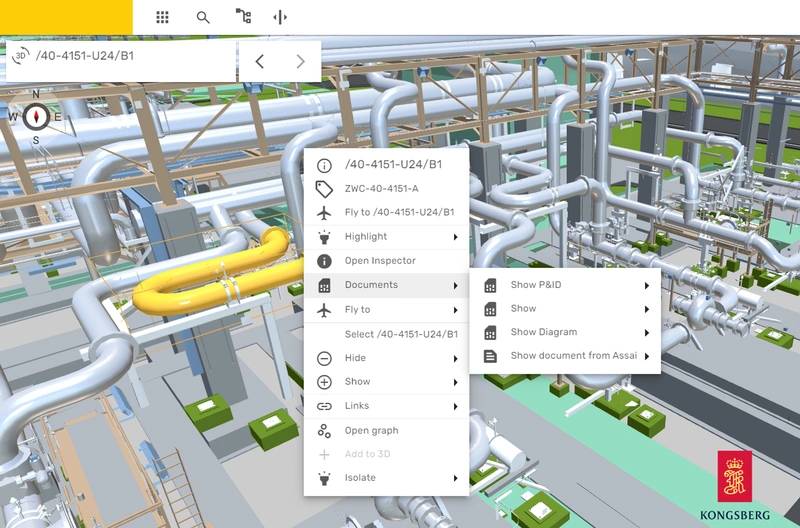 3D
/40-4151-U24/B1
N
W E
S
/40-4151-U24/B1
ZWC-40-4151-A
Fly to /40-4151-U24/B1
Highlight
Open Inspector
Documents
Fly to
Select /40-4151-U24/B1
Hide
Show
Links
Open graph
Add to 3D
Isolate
Show P&ID
Show
Show Diagram
Show document from Assai
KONGSBERG